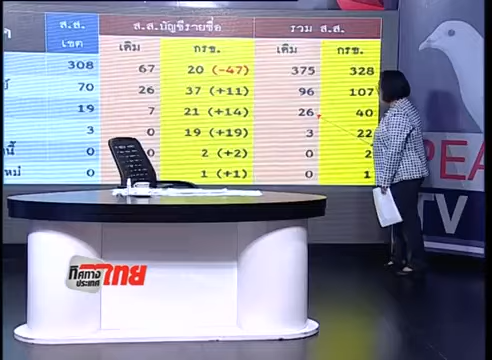 ส.ส. ส.ส.บัญชีรายชื่อ รวม ส.ส.
เขต เดิม กรธ. เดิม กรธ.
308 67 20 (-47) 375 328
70 26 37 (+11) 96 107
19 7 21 (+14) 26 40
3 0 19 (+19) 3 22
0 0 2 (+2) 0 2
0 0 1 (+1) 0 1
PEA
TV
ทิศทาง
ประเทศ
ไทย